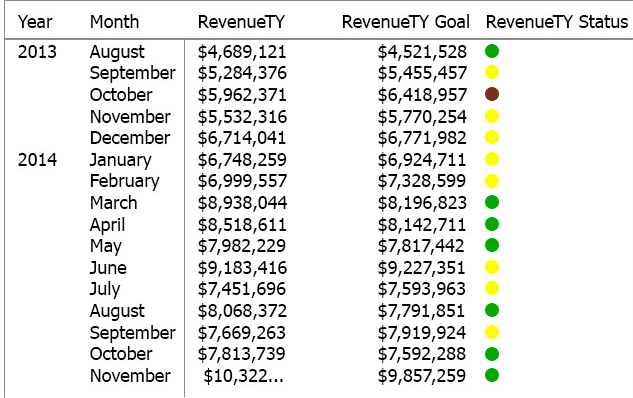 Year Month RevenueTY RevenueTY Goal RevenueTY Status
2013 August $4,689,121 $4,521,528
September $5,284,376 $5,455,457
October $5,962,371 $6,418,957
November $5,532,316 $5,770,254
December $6,714,041 $6,771,982
2014 January $6,748,259 $6,924,711
February $6,999,557 $7,328,599
March $8,938,044 $8,196,823
April $8,518,611 $8,142,711
May $7,982,229 $7,817,442
June $9,183,416 $9,227,351
July $7,451,696 $7,593,963
August $8,068,372 $7,791,851
September $7,669,263 $7,919,924
October $7,813,739 $7,592,288
November $10,322... $9,857,259